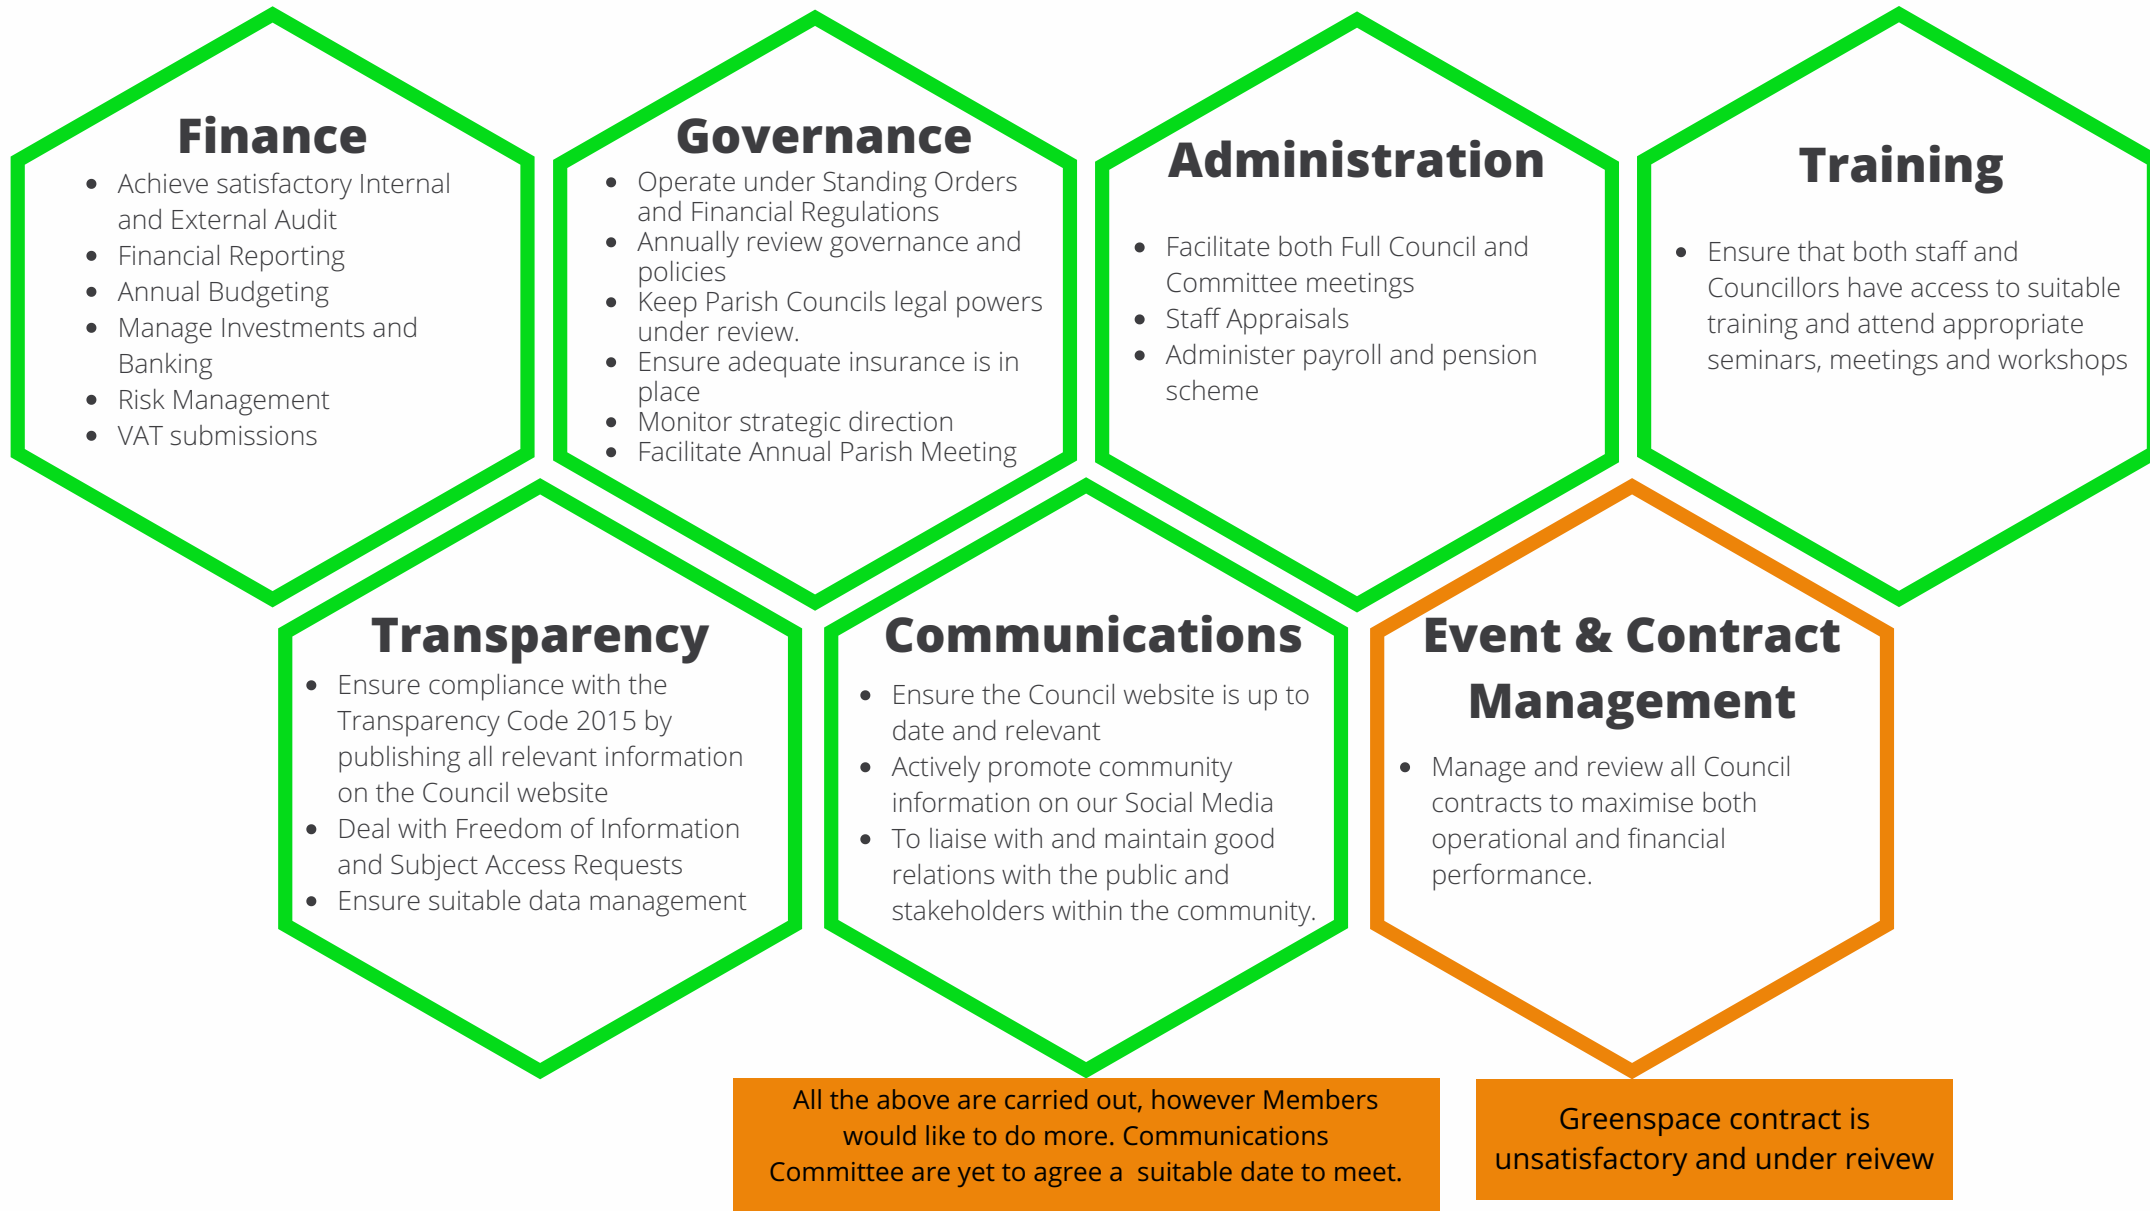 Finance
• Achieve satisfactory Internal
and External Audit
• Financial Reporting
• Annual Budgeting
• Manage Investments and
Banking
• Risk Management
• VAT submissions
Governance
• Operate under Standing Orders
and Financial Regulations
• Annually review governance and
policies
• Keep Parish Councils legal powers
under review.
• Ensure adequate insurance is in
place
• Monitor strategic direction
• Facilitate Annual Parish Meeting
Administration
• Facilitate both Full Council and
Committee meetings
• Staff Appraisals
• Administer payroll and pension
scheme
Training
• Ensure that both staff and
Councillors have access to suitable
training and attend appropriate
seminars, meetings and workshops
Transparency
• Ensure compliance with the
Transparency Code 2015 by
publishing all relevant information
on the Council website
• Deal with Freedom of Information
and Subject Access Requests
• Ensure suitable data management
Communications
• Ensure the Council website is up to
date and relevant
• Actively promote community
information on our Social Media
• To liaise with and maintain good
relations with the public and
stakeholders within the community.
Event & Contract
Management
• Manage and review all Council
contracts to maximise both
operational and financial
performance.
All the above are carried out, however Members
would like to do more. Communications
Committee are yet to agree a  suitable date to meet.
Greenspace contract is
unsatisfactory and under reivew